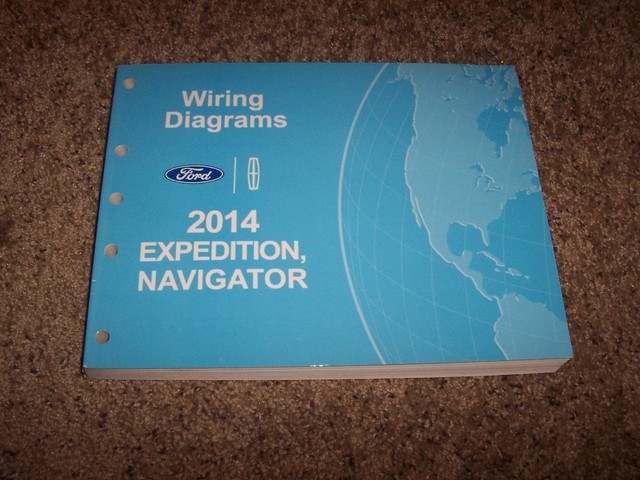 Wiring
Diagrams
Ford
2014
EXPEDITION,
NAVIGATOR